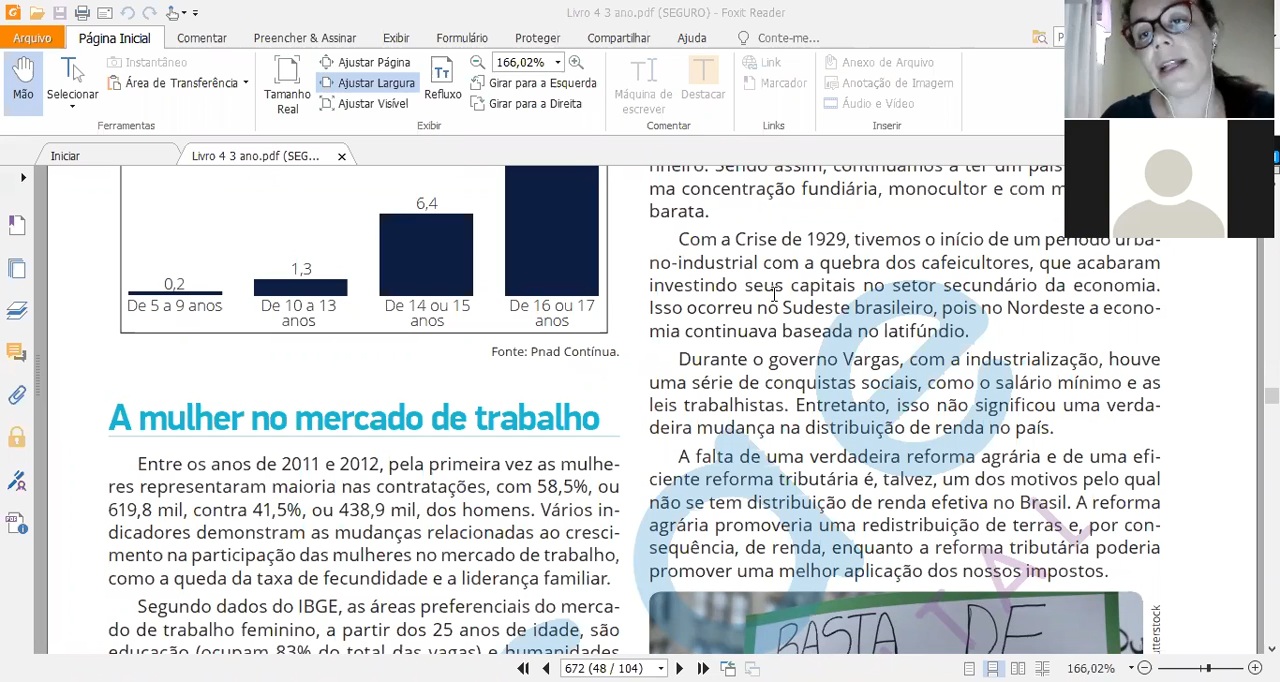 Livro 4 3 ano.pdf (SEGURO) - Foxit Reader
Arquivo
Página Inicial
Comentar
Preencher & Assinar
Exibir
Formulário
Proteger
Compartilhar
Ajuda
Conte-me...
Mão
Selecionar
Instantâneo
Área de Transferência
Ferramentas
Tamanho Real
Ajustar Página
Ajustar Largura
Ajustar Visível
Refluxo
166,02%
Girar para a Esquerda
Girar para a Direita
Exibir
Máquina de escrever
Destacar
Comentar
Link
Marcador
Links
Anexo de Arquivo
Anotação de Imagem
Áudio e Vídeo
Inserir
Iniciar
Livro 4 3 ano.pdf (SEG...
0,2
1,3
6,4
De 5 a 9 anos
De 10 a 13
anos
De 14 ou 15
anos
De 16 ou 17
anos
Fonte: Pnad Contínua.
A mulher no mercado de trabalho
Entre os anos de 2011 e 2012, pela primeira vez as mulhe-
res representaram maioria nas contratações, com 58,5%, ou
619,8 mil, contra 41,5%, ou 438,9 mil, dos homens. Vários in-
dicadores demonstram as mudanças relacionadas ao cresci-
mento na participação das mulheres no mercado de trabalho,
como a queda da taxa de fecundidade e a liderança familiar.
Segundo dados do IBGE, as áreas preferenciais do merca-
do de trabalho feminino, a partir dos 25 anos de idade, são
educação (ocupam 83% do total das vagas) e humanidades
nheiro. Sendo assim, continuamos a ter um país
ma concentração fundiária, monocultor e com m
barata.
Com a Crise de 1929, tivemos o início de um período urba-
no-industrial com a quebra dos cafeicultores, que acabaram
investindo seus capitais no setor secundário da economia.
Isso ocorreu no Sudeste brasileiro, pois no Nordeste a econo-
mia continuava baseada no latifúndio.
Durante o governo Vargas, com a industrialização, houve
uma série de conquistas sociais, como o salário mínimo e as
leis trabalhistas. Entretanto, isso não significou uma verda-
deira mudança na distribuição de renda no país.
A falta de uma verdadeira reforma agrária e de uma efi-
ciente reforma tributária é, talvez, um dos motivos pelo qual
não se tem distribuição de renda efetiva no Brasil. A reforma
agrária promoveria uma redistribuição de terras e, por con-
sequência, de renda, enquanto a reforma tributária poderia
promover uma melhor aplicação dos nossos impostos.
BASTA DE
utterstock
672 (48 / 104)
166,02%